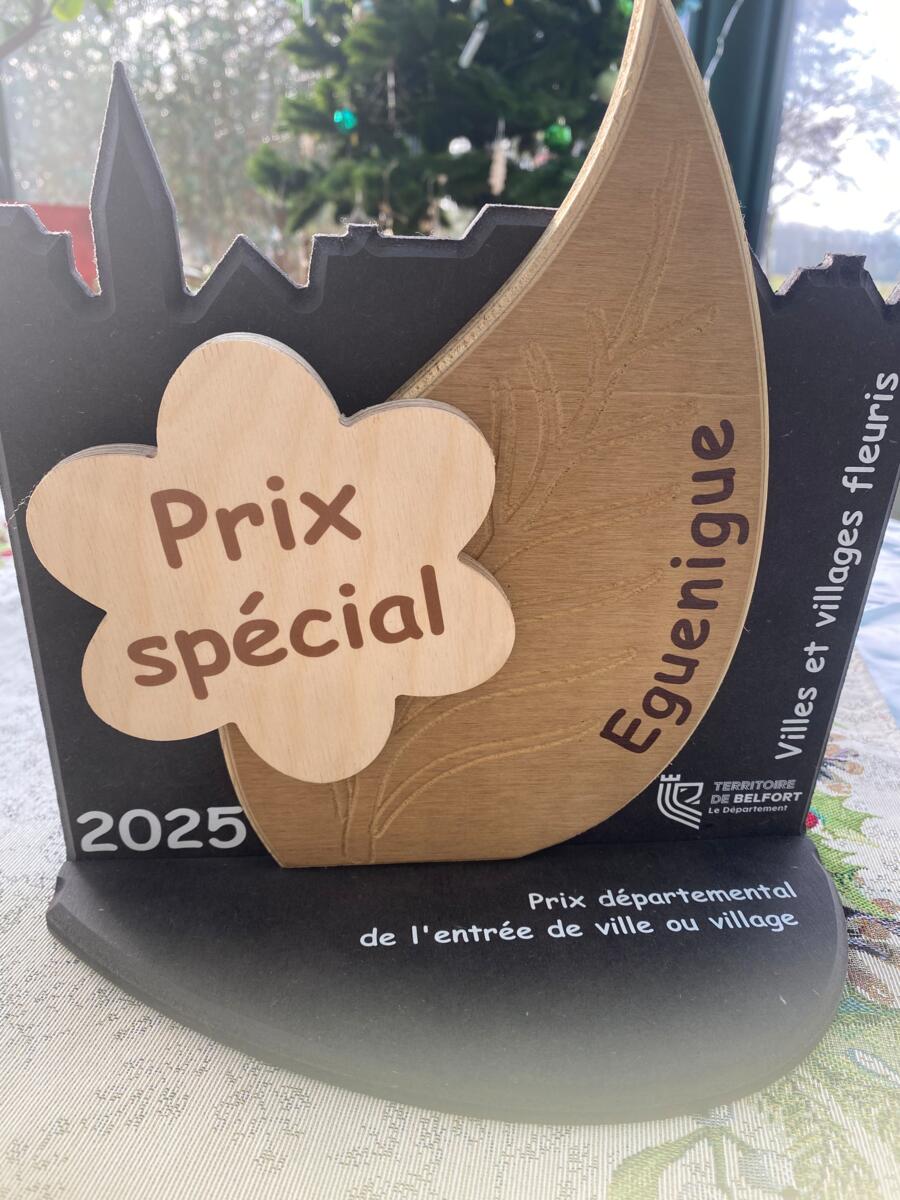 Prix
spécial
Eguenigue
Villes et villages fleuris
2025
TERRITOIRE
DE BELFORT
Le Département
Prix départemental
de l'entrée de ville ou village